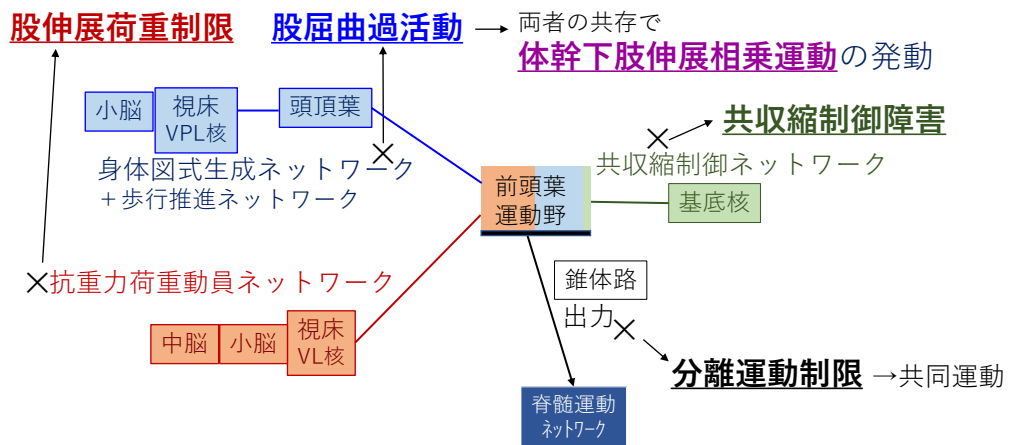 股伸展荷重制限
股屈曲過活動
両者の共存で
体幹下肢伸展相乗運動の発動
小脳
視床
VPL核
頭頂葉
共収縮制御障害
身体図式生成ネットワーク
＋歩行推進ネットワーク
共収縮制御ネットワーク
前頭葉
運動野
基底核
抗重力荷重動員ネットワーク
錐体路
出力
中脳
小脳
視床
VL核
分離運動制限 →共同運動
脊髄運動
ﾈｯﾄﾜｰｸ